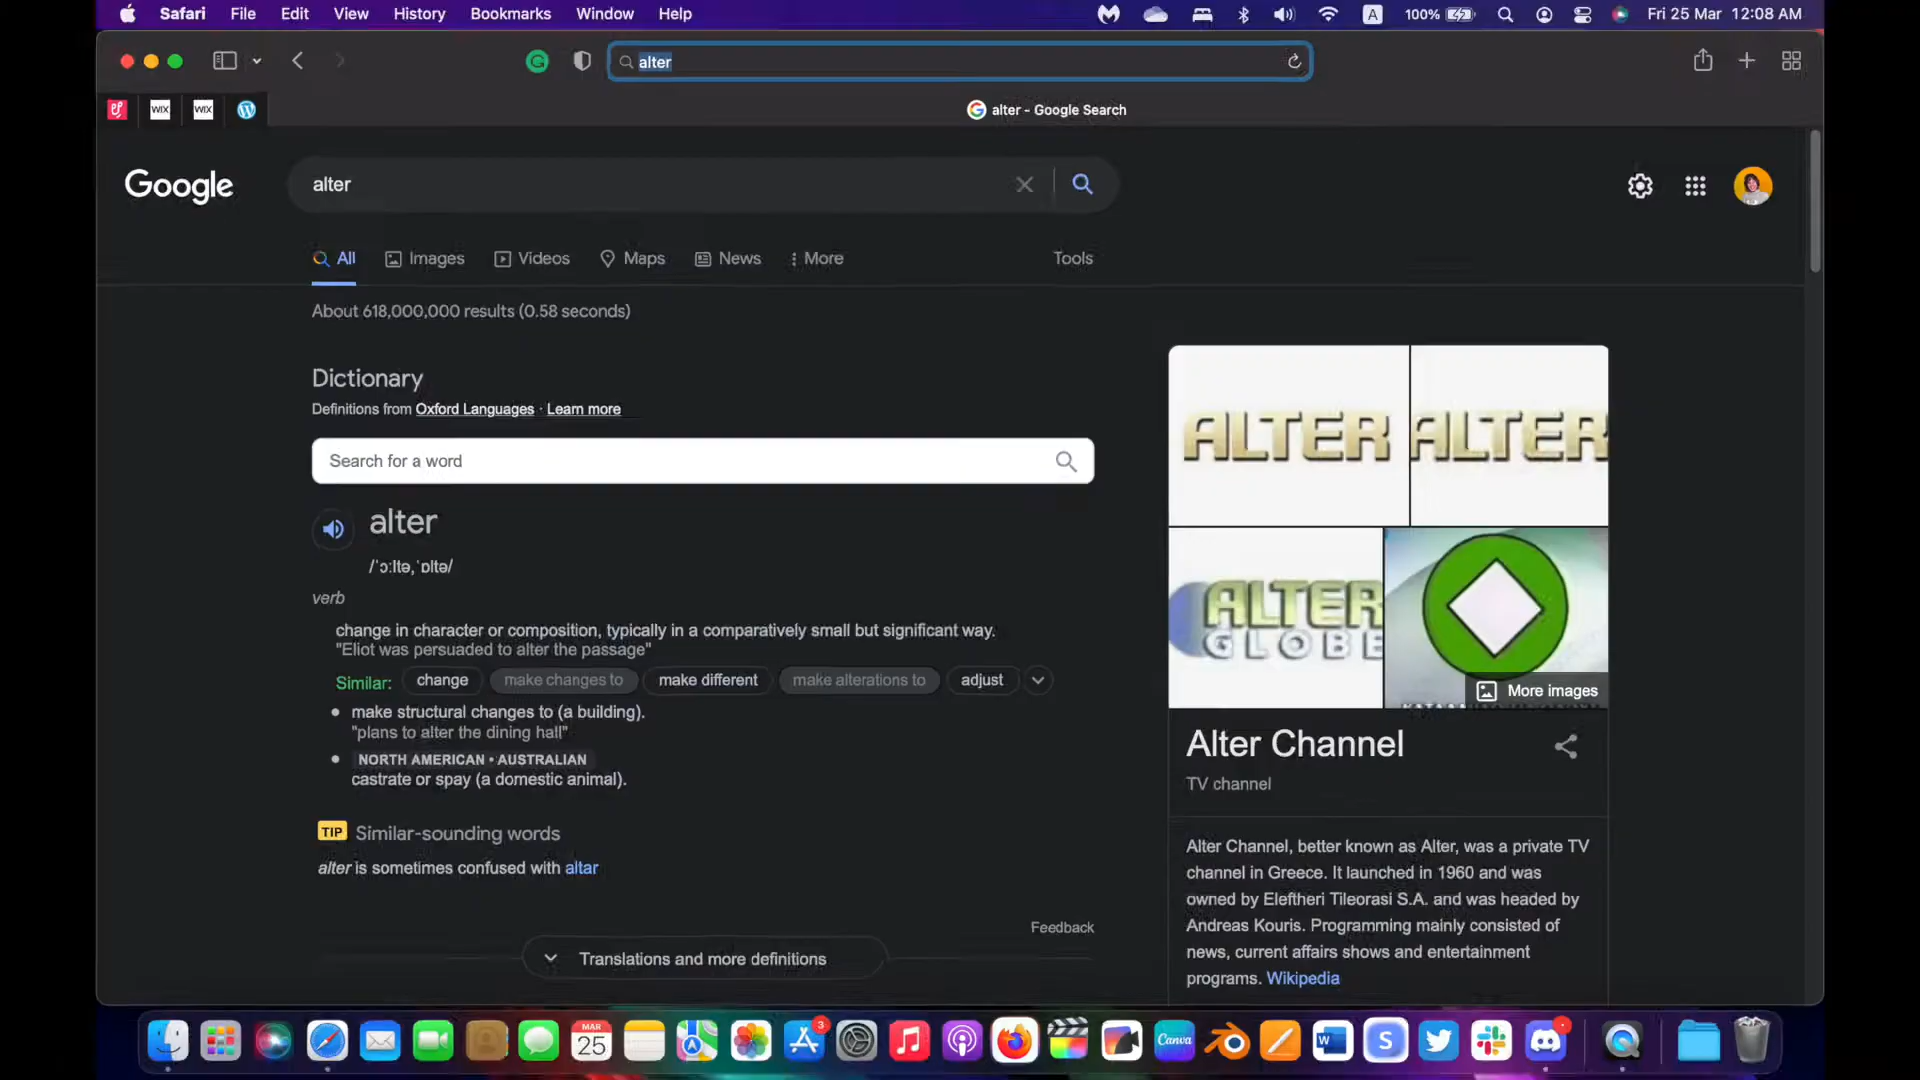 Safari File Edit View History Bookmarks Window Help
A 100% Fri 25 Mar 12:08 AM
alter
WIX WIX alter - Google Search
Google alter
All Images Videos Maps News More Tools
About 618,000,000 results (0.58 seconds)
Dictionary
Definitions from Oxford Languages · Learn more
Search for a word
alter
/ˈɔːltə,ˈɒltə/
verb
change in character or composition, typically in a comparatively small but significant way.
"Eliot was persuaded to alter the passage"
Similar: change make changes to make different make alterations to adjust
make structural changes to (a building).
"plans to alter the dining hall"
NORTH AMERICAN • AUSTRALIAN
castrate or spay (a domestic animal).
TIP Similar-sounding words
alter is sometimes confused with altar
Feedback
Translations and more definitions
ALTER ALTER
ALTER
GLOBE
More images
Alter Channel
TV channel
Alter Channel, better known as Alter, was a private TV
channel in Greece. It launched in 1960 and was
owned by Eleftheri Tileorasi S.A. and was headed by
Andreas Kouris. Programming mainly consisted of
news, current affairs shows and entertainment
programs. Wikipedia
MAR
25
3
Canva
W
S